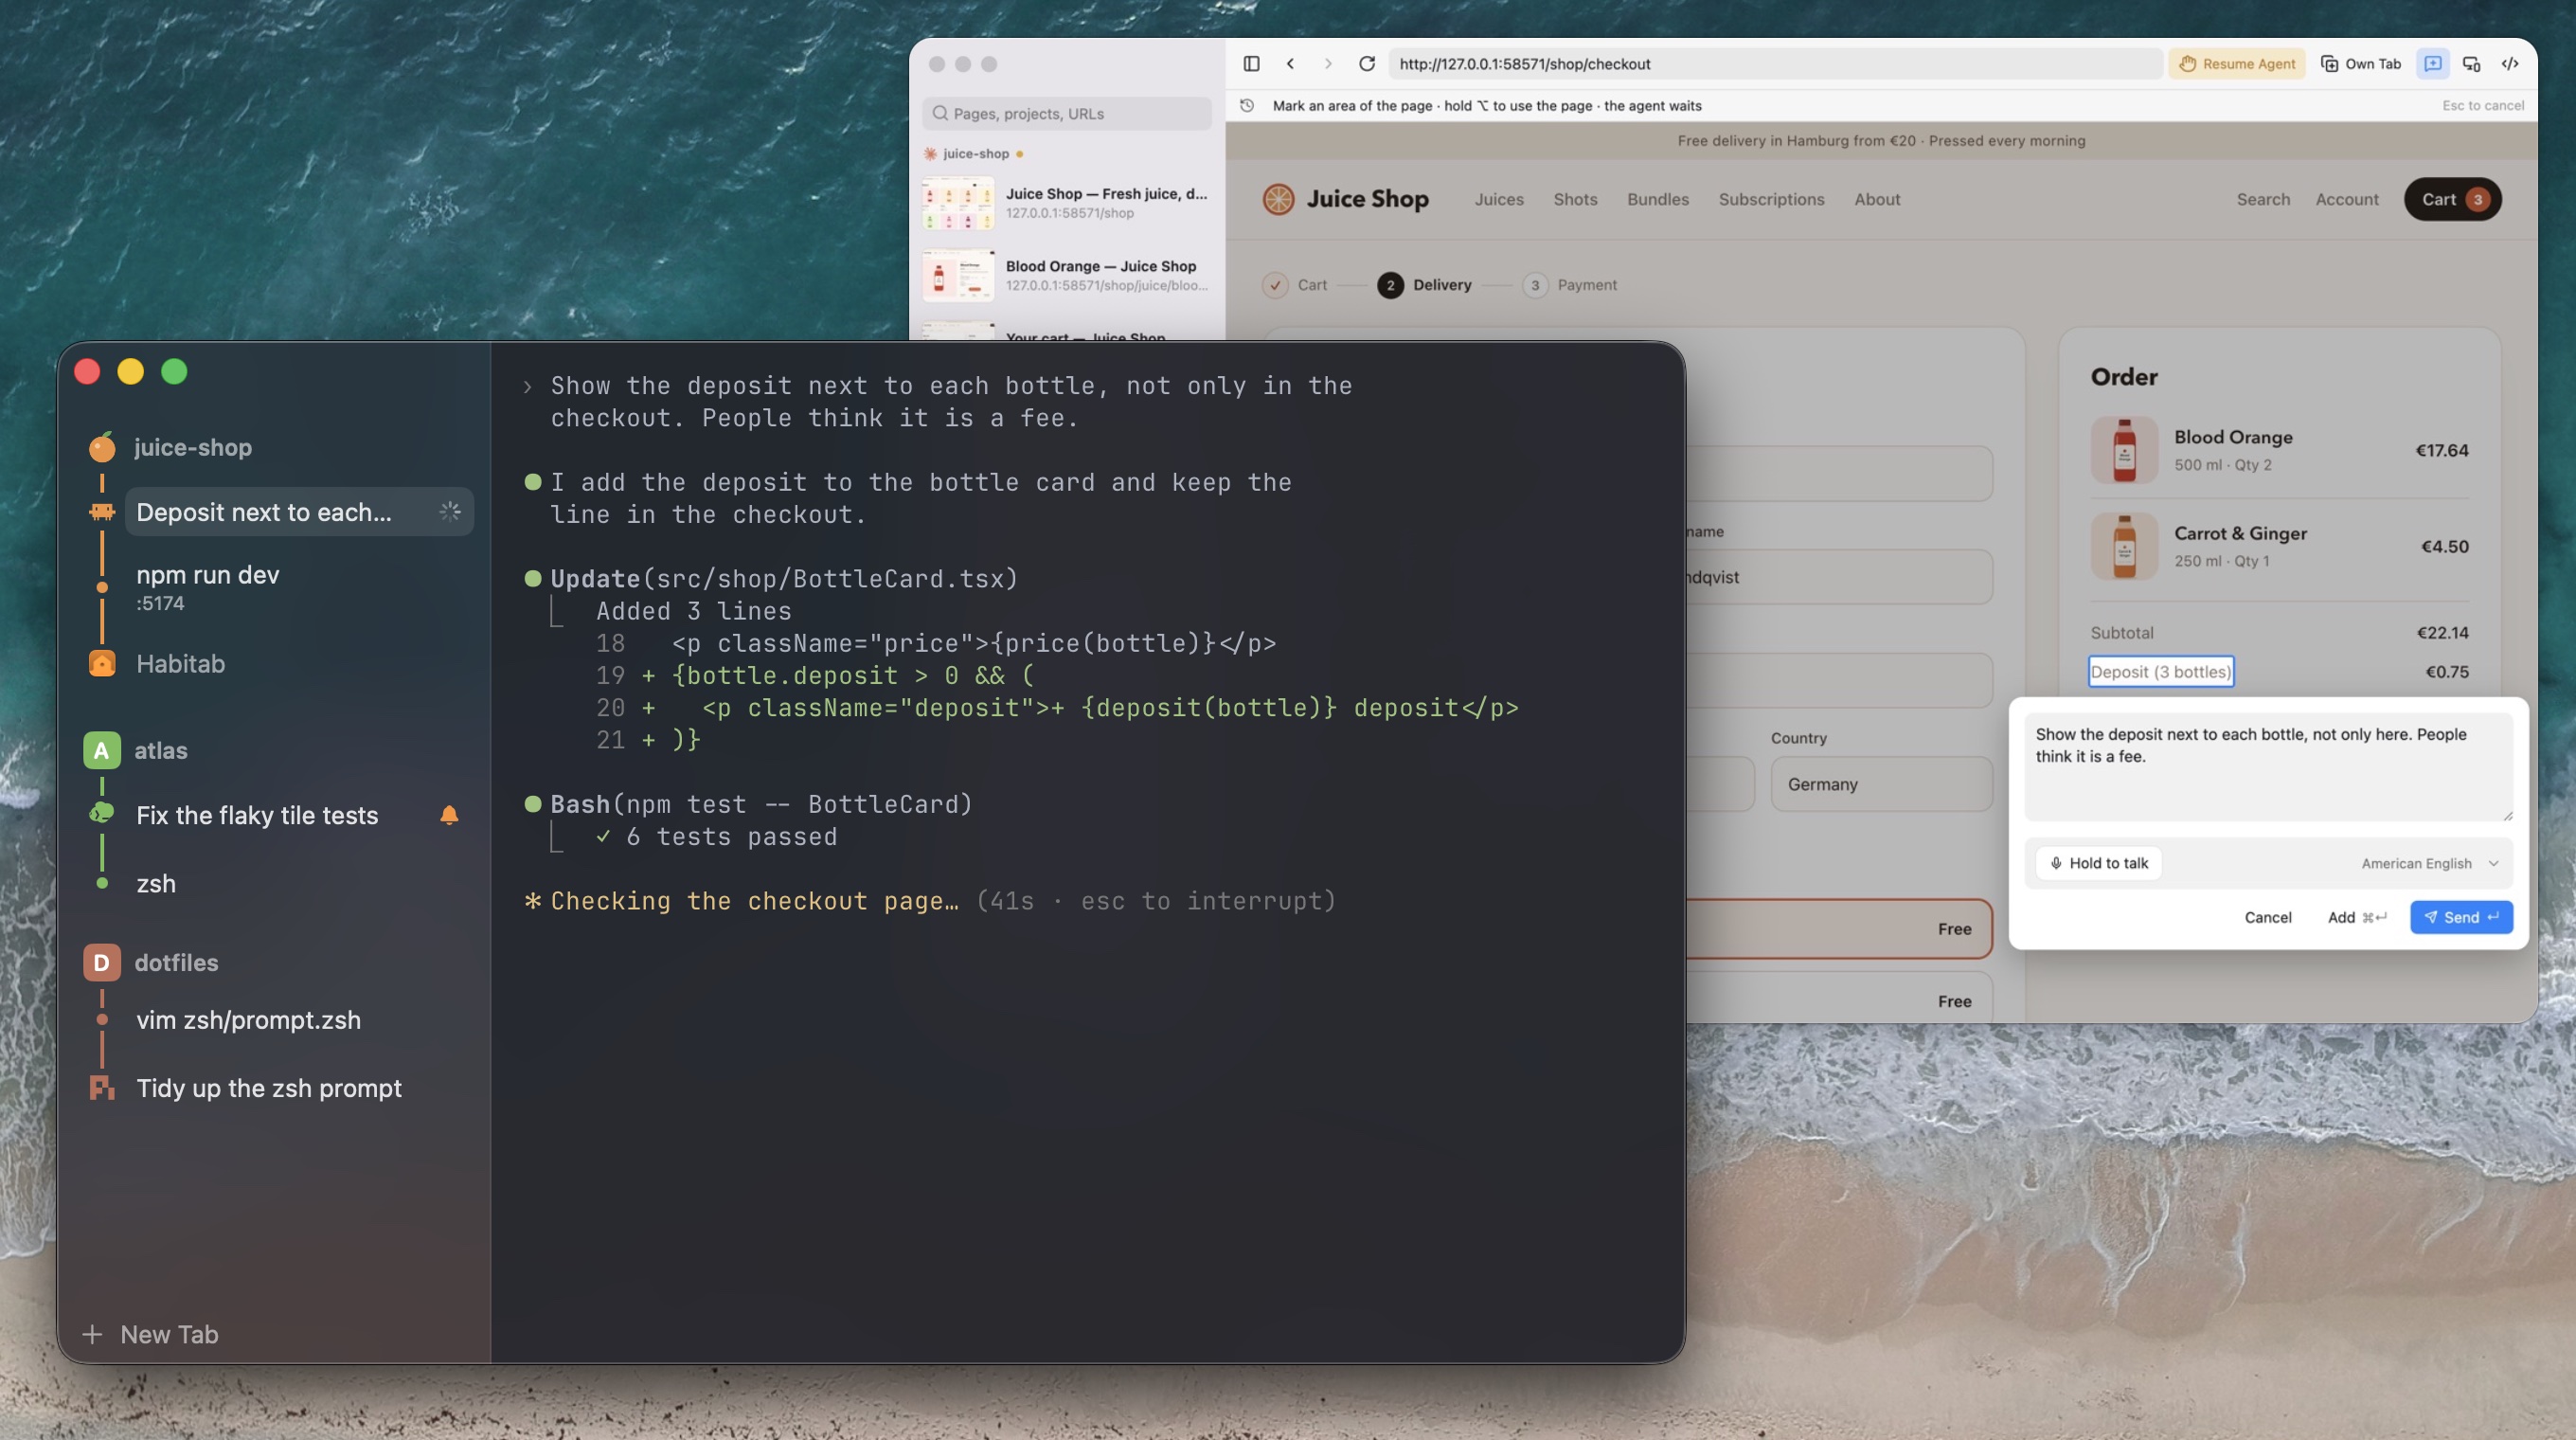 http://127.0.0.1:58571/shop/checkout
Resume Agent
Own Tab
Pages, projects, URLs
Mark an area of the page · hold ⌥ to use the page · the agent waits
Esc to cancel
juice-shop
Juice Shop — Fresh juice, d...
127.0.0.1:58571/shop
Blood Orange — Juice Shop
127.0.0.1:58571/shop/juice/bloo...
Your cart — Juice Shop
Free delivery in Hamburg from €20 · Pressed every morning
Juice Shop
Juices
Shots
Bundles
Subscriptions
About
Search
Account
Cart 3
Cart
2 Delivery
3 Payment
name
ndqvist
Country
Germany
Free
Free
Order
Blood Orange
500 ml · Qty 2
€17.64
Carrot & Ginger
250 ml · Qty 1
€4.50
Subtotal
€22.14
Deposit (3 bottles)
€0.75
Show the deposit next to each bottle, not only here. People
think it is a fee.
Hold to talk
American English
Cancel
Add ⌘↵
Send ↵
juice-shop
Deposit next to each...
npm run dev
:5174
Habitab
A atlas
Fix the flaky tile tests
zsh
D dotfiles
vim zsh/prompt.zsh
Tidy up the zsh prompt
+ New Tab
› Show the deposit next to each bottle, not only in the
checkout. People think it is a fee.
I add the deposit to the bottle card and keep the
line in the checkout.
Update(src/shop/BottleCard.tsx)
Added 3 lines
18 <p className="price">{price(bottle)}</p>
19 + {bottle.deposit > 0 && (
20 + <p className="deposit">+ {deposit(bottle)} deposit</p>
21 + )}
Bash(npm test -- BottleCard)
✓ 6 tests passed
* Checking the checkout page… (41s · esc to interrupt)